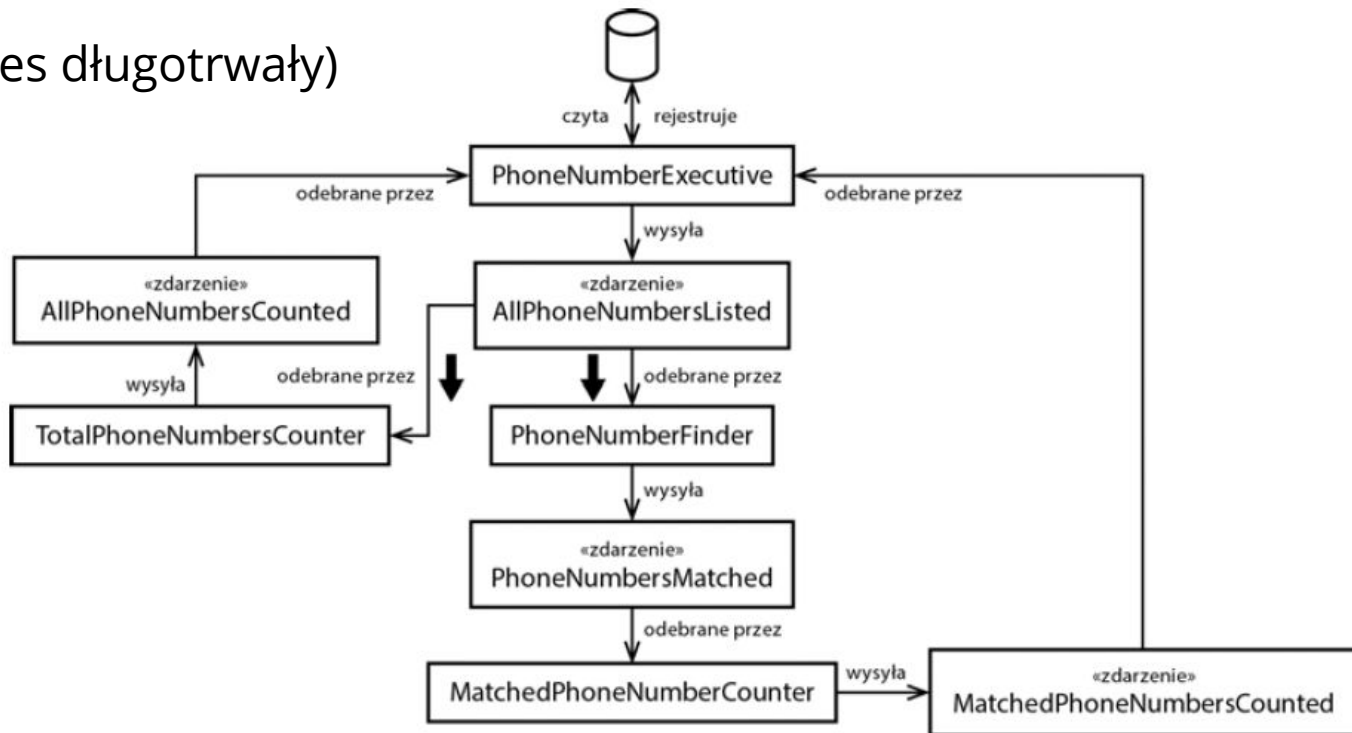 es długotrwały)
czyta
rejestruje
PhoneNumberExecutive
odebrane przez
odebrane przez
wysyła
«zdarzenie»
AllPhoneNumbersCounted
«zdarzenie»
AllPhoneNumbersListed
wysyła
odebrane przez
odebrane przez
TotalPhoneNumbersCounter
PhoneNumberFinder
wysyła
«zdarzenie»
PhoneNumbersMatched
odebrane przez
MatchedPhoneNumberCounter
wysyła
«zdarzenie»
MatchedPhoneNumbersCounted